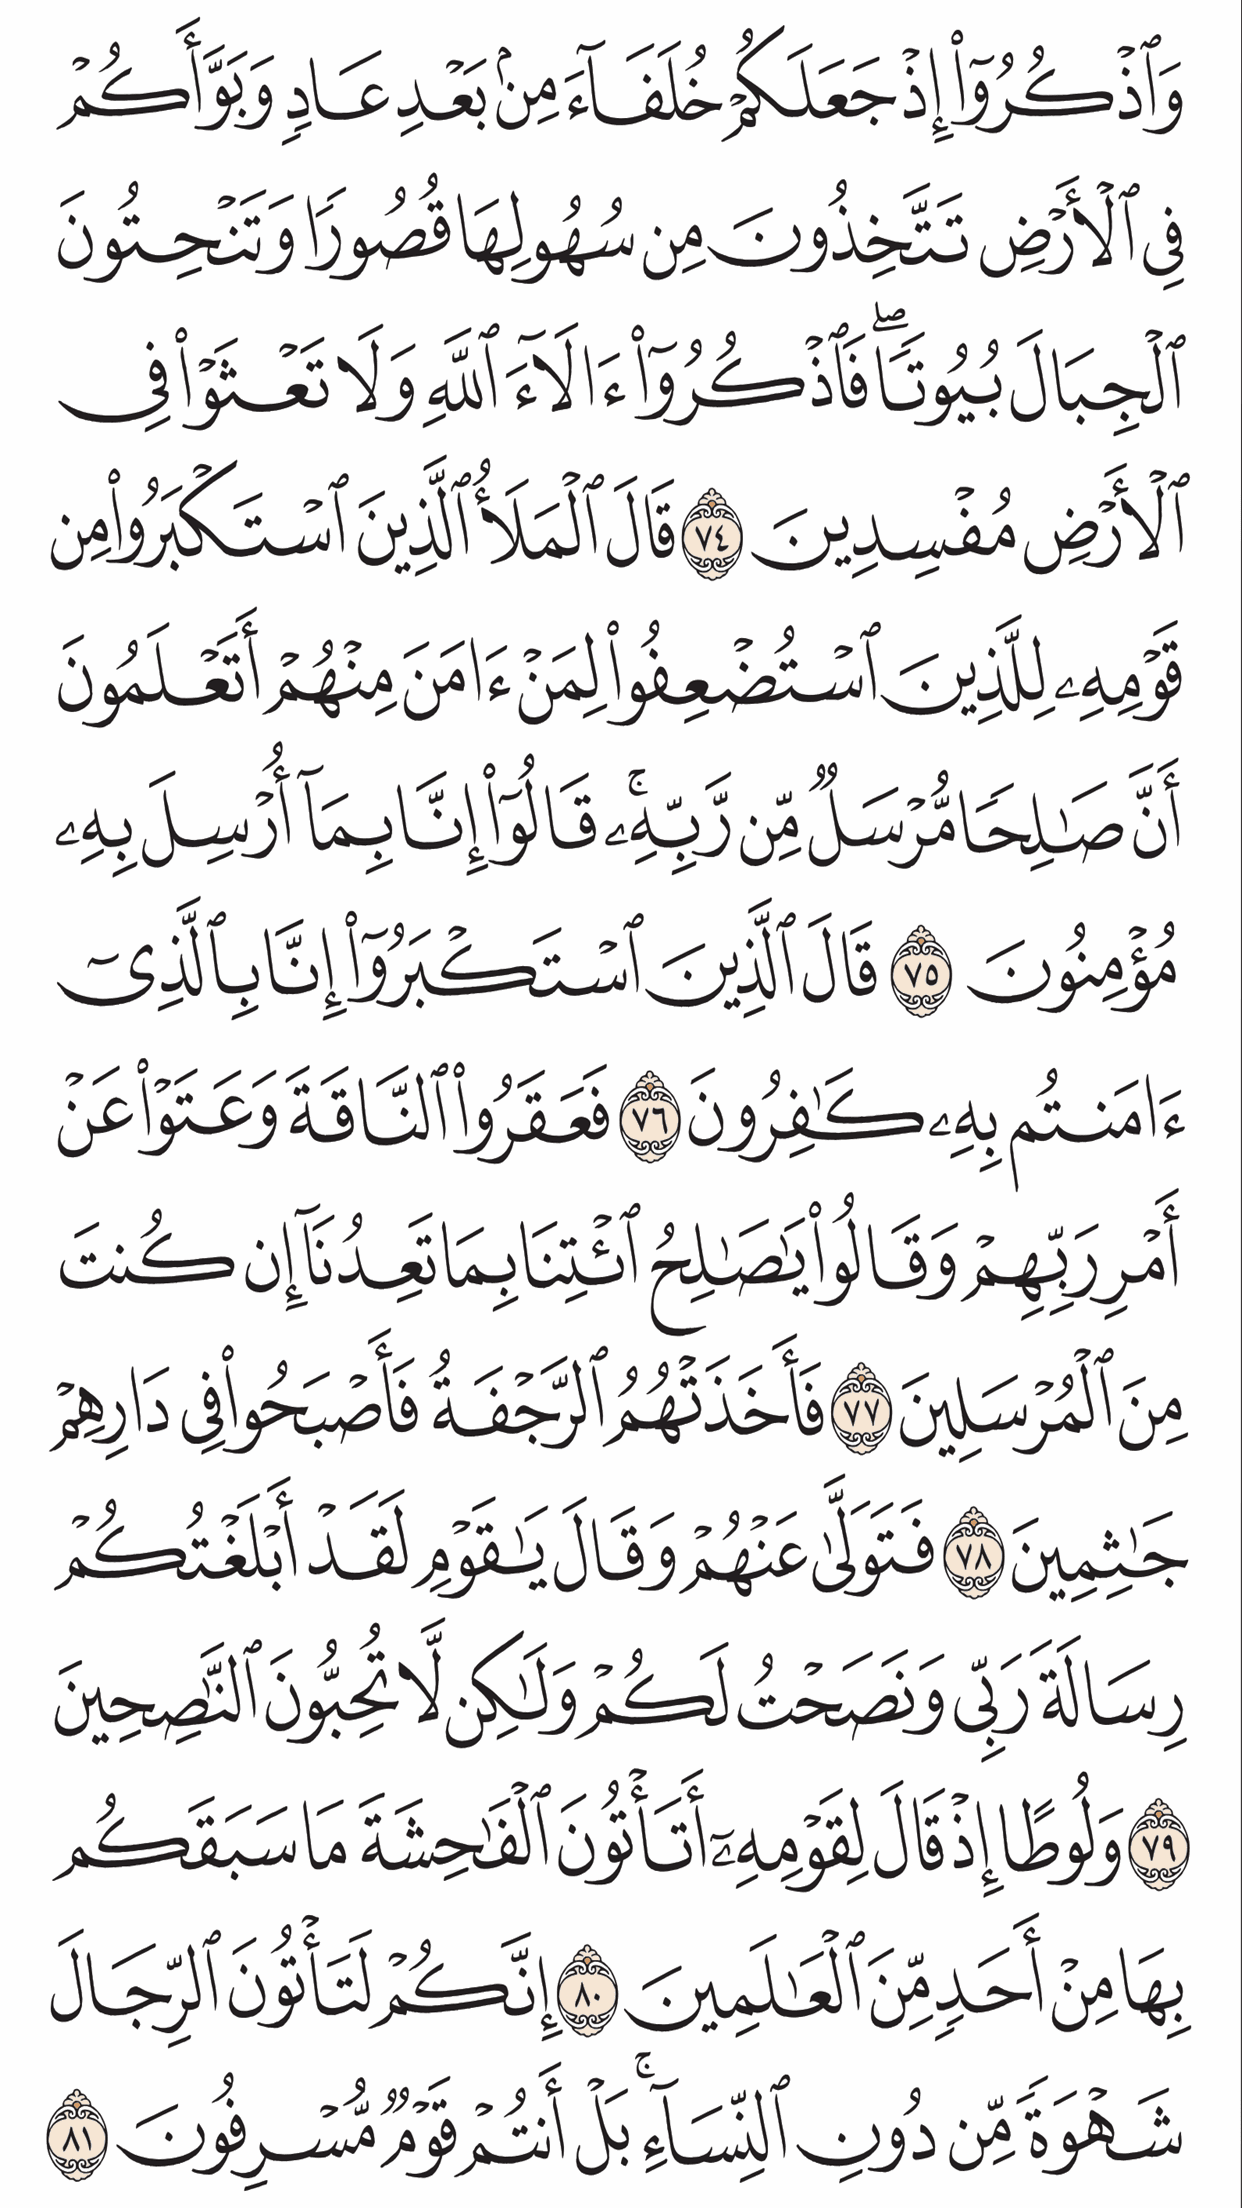 وَٱذۡكُرُوٓاْ إِذۡ جَعَلَكُمۡ خُلَفَآءَ مِنۢ بَعۡدِ عَادٖ وَبَوَّأَكُمۡ
فِي ٱلۡأَرۡضِ تَتَّخِذُونَ مِن سُهُولِهَا قُصُورٗا وَتَنۡحِتُونَ
ٱلۡجِبَالَ بُيُوتٗاۖ فَٱذۡكُرُوٓاْ ءَالَآءَ ٱللَّهِ وَلَا تَعۡثَوۡاْ فِي
ٱلۡأَرۡضِ مُفۡسِدِينَ ٧٤ قَالَ ٱلۡمَلَأُ ٱلَّذِينَ ٱسۡتَكۡبَرُواْ مِن
قَوۡمِهِۦ لِلَّذِينَ ٱسۡتُضۡعِفُواْ لِمَنۡ ءَامَنَ مِنۡهُمۡ أَتَعۡلَمُونَ
أَنَّ صَٰلِحٗا مُّرۡسَلٞ مِّن رَّبِّهِۦۚ قَالُوٓاْ إِنَّا بِمَآ أُرۡسِلَ بِهِۦ
مُؤۡمِنُونَ ٧٥ قَالَ ٱلَّذِينَ ٱسۡتَكۡبَرُوٓاْ إِنَّا بِٱلَّذِيٓ
ءَامَنتُم بِهِۦ كَٰفِرُونَ ٧٦ فَعَقَرُواْ ٱلنَّاقَةَ وَعَتَوۡاْ عَنۡ
أَمۡرِ رَبِّهِمۡ وَقَالُواْ يَٰصَٰلِحُ ٱئۡتِنَا بِمَا تَعِدُنَآ إِن كُنتَ
مِنَ ٱلۡمُرۡسَلِينَ ٧٧ فَأَخَذَتۡهُمُ ٱلرَّجۡفَةُ فَأَصۡبَحُواْ فِي دَارِهِمۡ
جَٰثِمِينَ ٧٨ فَتَوَلَّىٰ عَنۡهُمۡ وَقَالَ يَٰقَوۡمِ لَقَدۡ أَبۡلَغۡتُكُمۡ
رِسَالَةَ رَبِّي وَنَصَحۡتُ لَكُمۡ وَلَٰكِن لَّا تُحِبُّونَ ٱلنَّٰصِحِينَ
٧٩ وَلُوطًا إِذۡ قَالَ لِقَوۡمِهِۦٓ أَتَأۡتُونَ ٱلۡفَٰحِشَةَ مَا سَبَقَكُم
بِهَا مِنۡ أَحَدٖ مِّنَ ٱلۡعَٰلَمِينَ ٨٠ إِنَّكُمۡ لَتَأۡتُونَ ٱلرِّجَالَ
شَهۡوَةٗ مِّن دُونِ ٱلنِّسَآءِۚ بَلۡ أَنتُمۡ قَوۡمٞ مُّسۡرِفُونَ ٨١